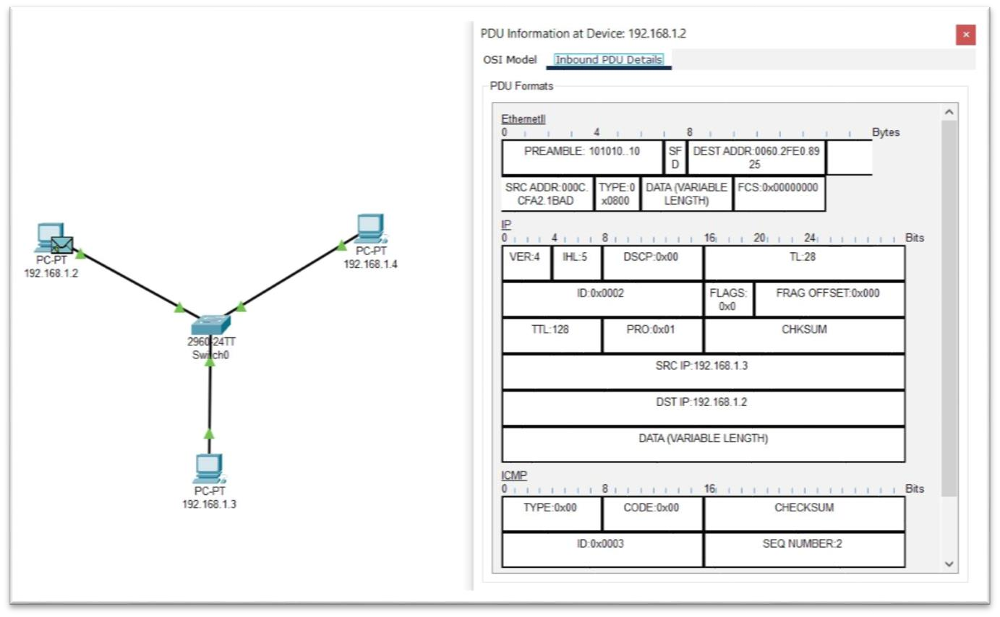 PDU Information at Device: 192.168.1.2
OSI Model Inbound PDU Details
PDU Formats
EthernetII
0 4 8 Bytes
PREAMBLE: 101010..10
SF
D
DEST ADDR:0060.2FE0.89
25
SRC ADDR:000C.
CFA2.1BAD
TYPE:0
x0800
DATA (VARIABLE
LENGTH)
FCS:0x00000000
IP
0 4 8 16 20 24 Bits
VER:4 IHL:5 DSCP:0x00 TL:28
ID:0x0002
FLAGS:
0x0
FRAG OFFSET:0x000
TTL:128 PRO:0x01 CHKSUM
SRC IP:192.168.1.3
DST IP:192.168.1.2
DATA (VARIABLE LENGTH)
ICMP
0 8 16 Bits
TYPE:0x00 CODE:0x00 CHECKSUM
ID:0x0003 SEQ NUMBER:2
PC-PT
192.168.1.2
PC-PT
192.168.1.4
2960-24TT
Switch0
PC-PT
192.168.1.3